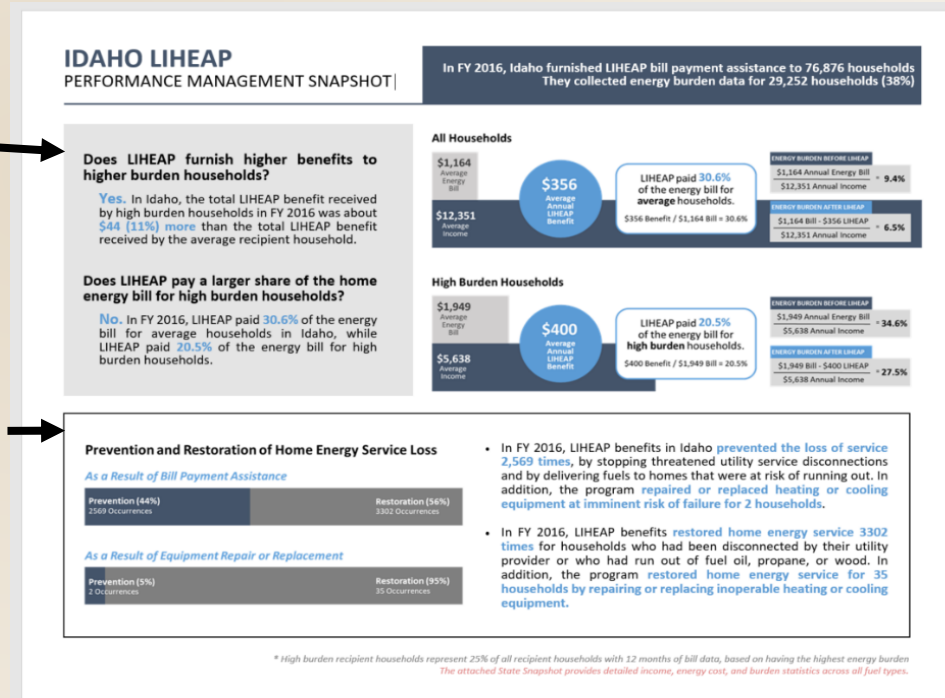 IDAHO LIHEAP
PERFORMANCE MANAGEMENT SNAPSHOT
In FY 2016, Idaho furnished LIHEAP bill payment assistance to 76,876 households
They collected energy burden data for 29,252 households (38%)
Does LIHEAP furnish higher benefits to
higher burden households?
Yes. In Idaho, the total LIHEAP benefit received
by high burden households in FY 2016 was about
$44 (11%) more than the total LIHEAP benefit
received by the average recipient household.
Does LIHEAP pay a larger share of the home
energy bill for high burden households?
No. In FY 2016, LIHEAP paid 30.6% of the energy
bill for average households in Idaho, while
LIHEAP paid 20.5% of the energy bill for high
burden households.
All Households
$1,164
Average
Energy
Bill
$12,351
Average
Income
$356
Average
Annual
LIHEAP
Benefit
LIHEAP paid 30.6%
of the energy bill for
average households.
$356 Benefit / $1,164 Bill = 30.6%
ENERGY BURDEN BEFORE LIHEAP
$1,164 Annual Energy Bill
$12,351 Annual Income
= 9.4%
ENERGY BURDEN AFTER LIHEAP
$1,164 Bill - $356 LIHEAP
$12,351 Annual Income
= 6.5%
High Burden Households
$1,949
Average
Energy
Bill
$5,638
Average
Income
$400
Average
Annual
LIHEAP
Benefit
LIHEAP paid 20.5%
of the energy bill for
high burden households.
$400 Benefit / $1,949 Bill = 20.5%
ENERGY BURDEN BEFORE LIHEAP
$1,949 Annual Energy Bill
$5,638 Annual Income
= 34.6%
ENERGY BURDEN AFTER LIHEAP
$1,949 Bill - $400 LIHEAP
$5,638 Annual Income
= 27.5%
Prevention and Restoration of Home Energy Service Loss
As a Result of Bill Payment Assistance
Prevention (44%)
2569 Occurrences
Restoration (56%)
3302 Occurrences
As a Result of Equipment Repair or Replacement
Prevention (5%)
2 Occurrences
Restoration (95%)
35 Occurrences
• In FY 2016, LIHEAP benefits in Idaho prevented the loss of service
2,569 times, by stopping threatened utility service disconnections
and by delivering fuels to homes that were at risk of running out. In
addition, the program repaired or replaced heating or cooling
equipment at imminent risk of failure for 2 households.
• In FY 2016, LIHEAP benefits restored home energy service 3302
times for households who had been disconnected by their utility
provider or who had run out of fuel oil, propane, or wood. In
addition, the program restored home energy service for 35
households by repairing or replacing inoperable heating or cooling
equipment.
* High burden recipient households represent 25% of all recipient households with 12 months of bill data, based on having the highest energy burden
The attached State Snapshot provides detailed income, energy cost, and burden statistics across all fuel types.